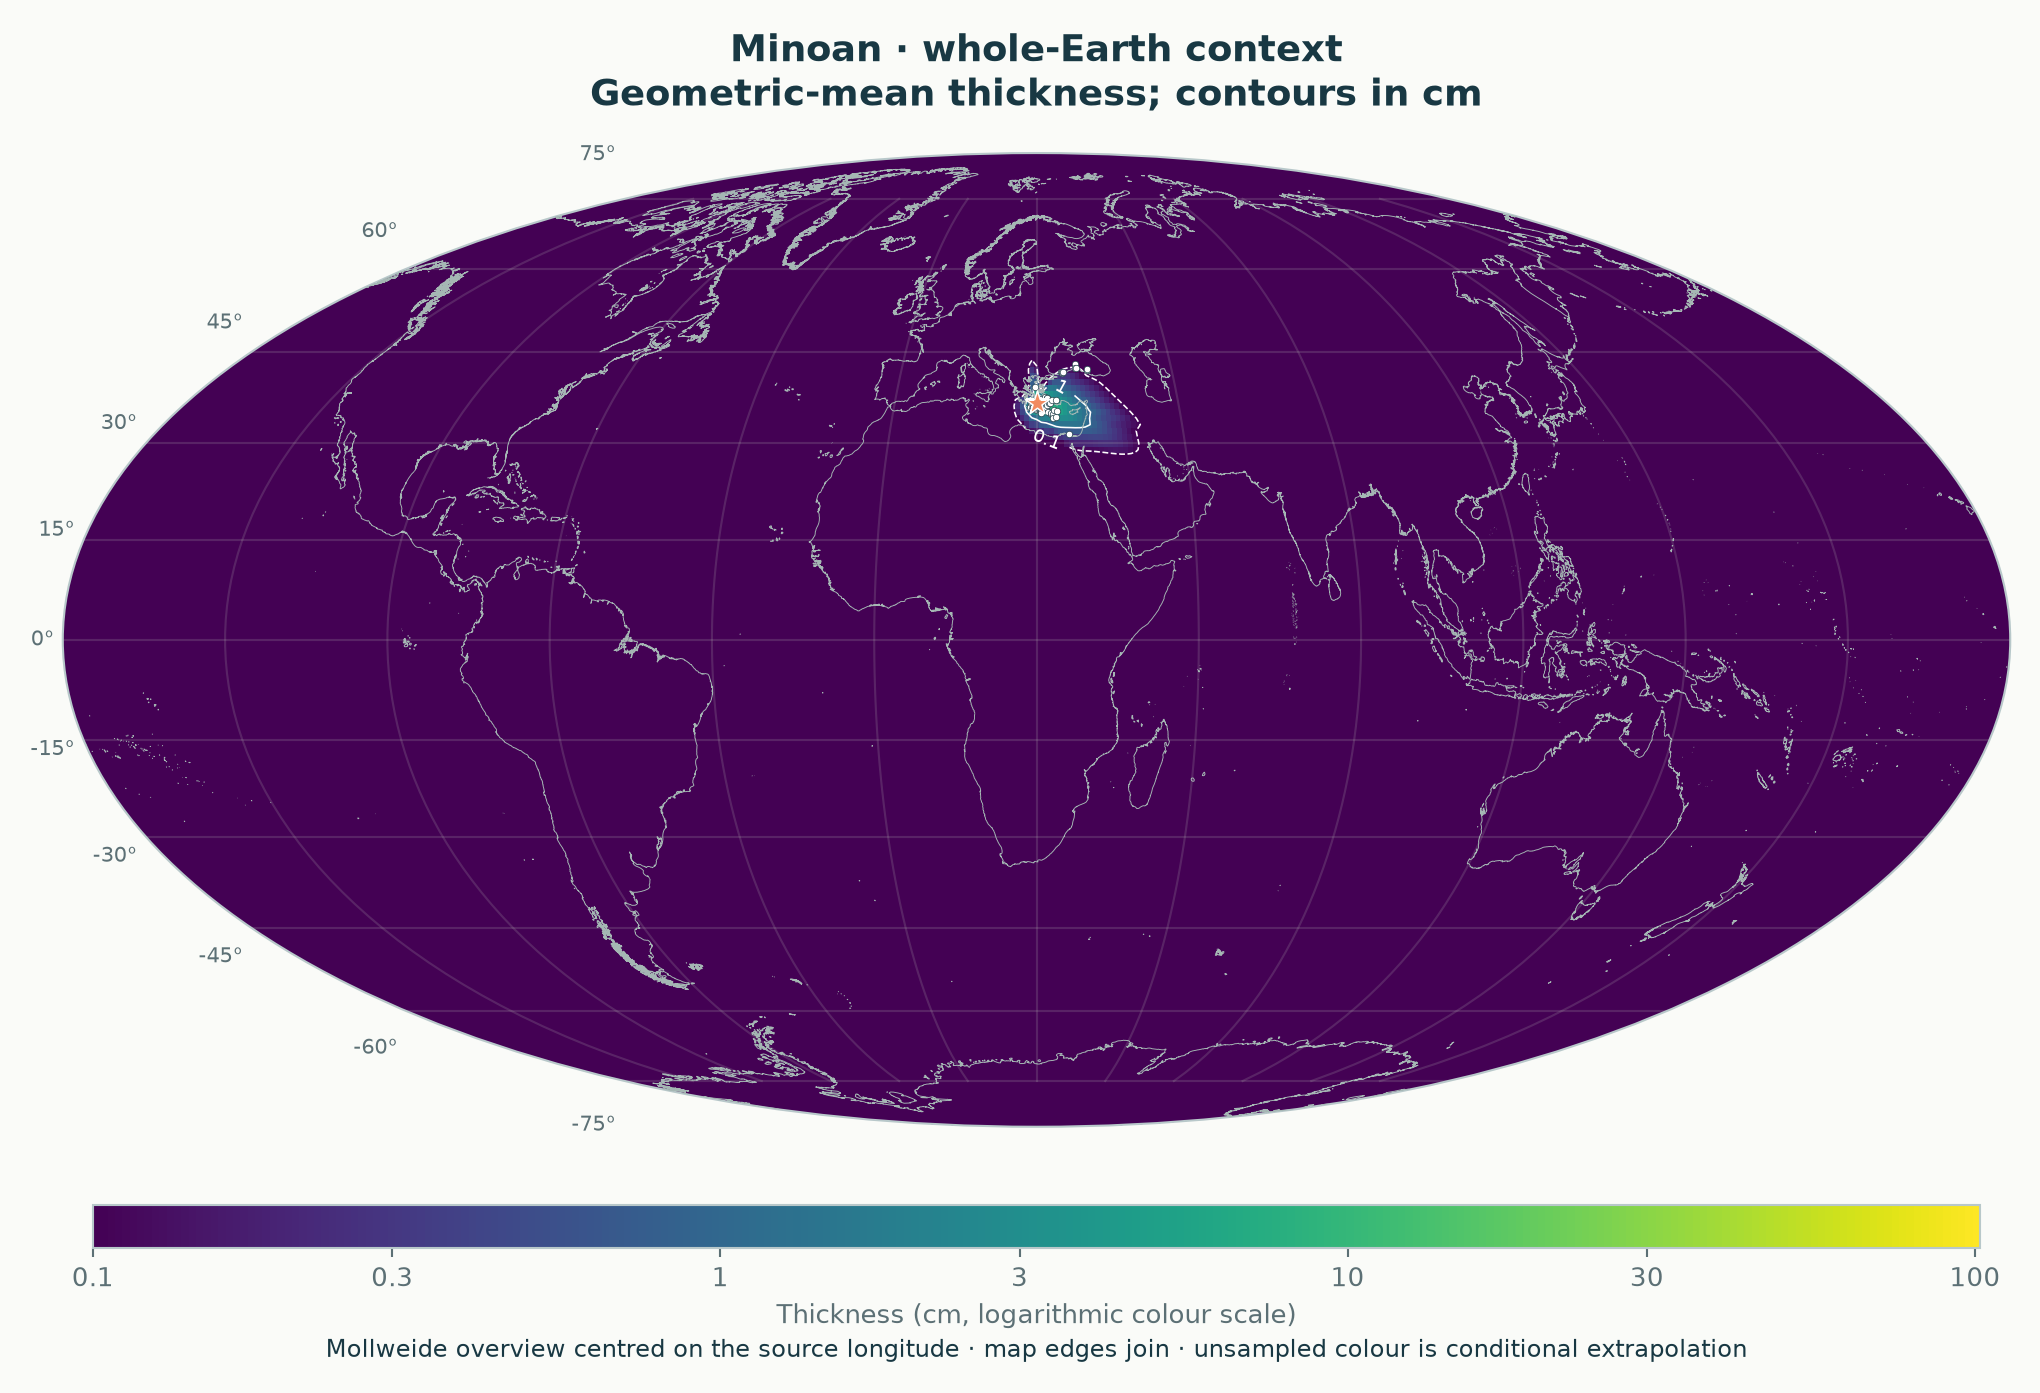 Minoan · whole-Earth context
Geometric-mean thickness; contours in cm
75°
60°
45°
30°
15°
0°
-15°
-30°
-45°
-60°
-75°
1
0.1
0.1 0.3 1 3 10 30 100
Thickness (cm, logarithmic colour scale)
Mollweide overview centred on the source longitude · map edges join · unsampled colour is conditional extrapolation